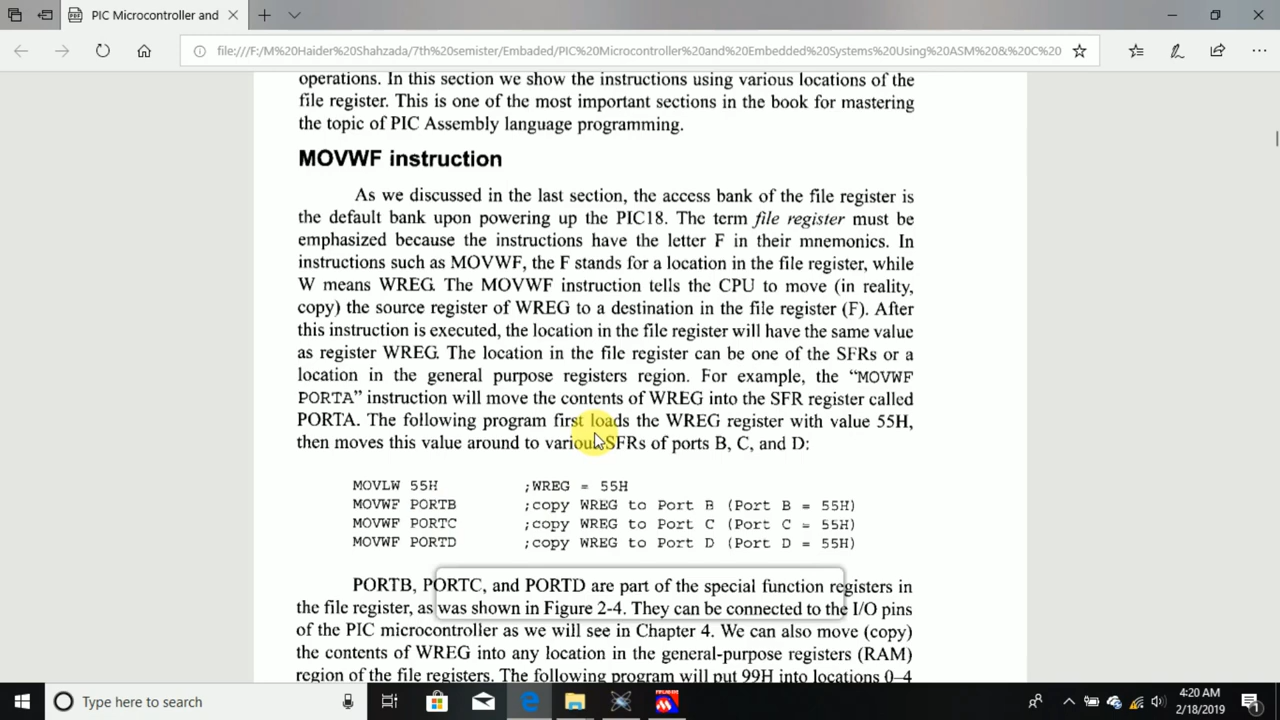 PIC Microcontroller and
file:///F:/M%20Haider%20Shahzada/7th%20semister/Embaded/PIC%20Microcontroller%20and%20Embedded%20Systems%20Using%20ASM%20&%20C%20
operations. In this section we show the instructions using various locations of the
file register. This is one of the most important sections in the book for mastering
the topic of PIC Assembly language programming.
MOVWF instruction
As we discussed in the last section, the access bank of the file register is
the default bank upon powering up the PIC18. The term file register must be
emphasized because the instructions have the letter F in their mnemonics. In
instructions such as MOVWF, the F stands for a location in the file register, while
W means WREG. The MOVWF instruction tells the CPU to move (in reality,
copy) the source register of WREG to a destination in the file register (F). After
this instruction is executed, the location in the file register will have the same value
as register WREG. The location in the file register can be one of the SFRs or a
location in the general purpose registers region. For example, the “MOVWF
PORTA” instruction will move the contents of WREG into the SFR register called
PORTA. The following program first loads the WREG register with value 55H,
then moves this value around to various SFRs of ports B, C, and D:
MOVLW 55H ;WREG = 55H
MOVWF PORTB ;copy WREG to Port B (Port B = 55H)
MOVWF PORTC ;copy WREG to Port C (Port C = 55H)
MOVWF PORTD ;copy WREG to Port D (Port D = 55H)
PORTB, PORTC, and PORTD are part of the special function registers in
the file register, as was shown in Figure 2-4. They can be connected to the I/O pins
of the PIC microcontroller as we will see in Chapter 4. We can also move (copy)
the contents of WREG into any location in the general-purpose registers (RAM)
region of the file registers. The following program will put 99H into locations 0–4
Type here to search
4:20 AM
2/18/2019